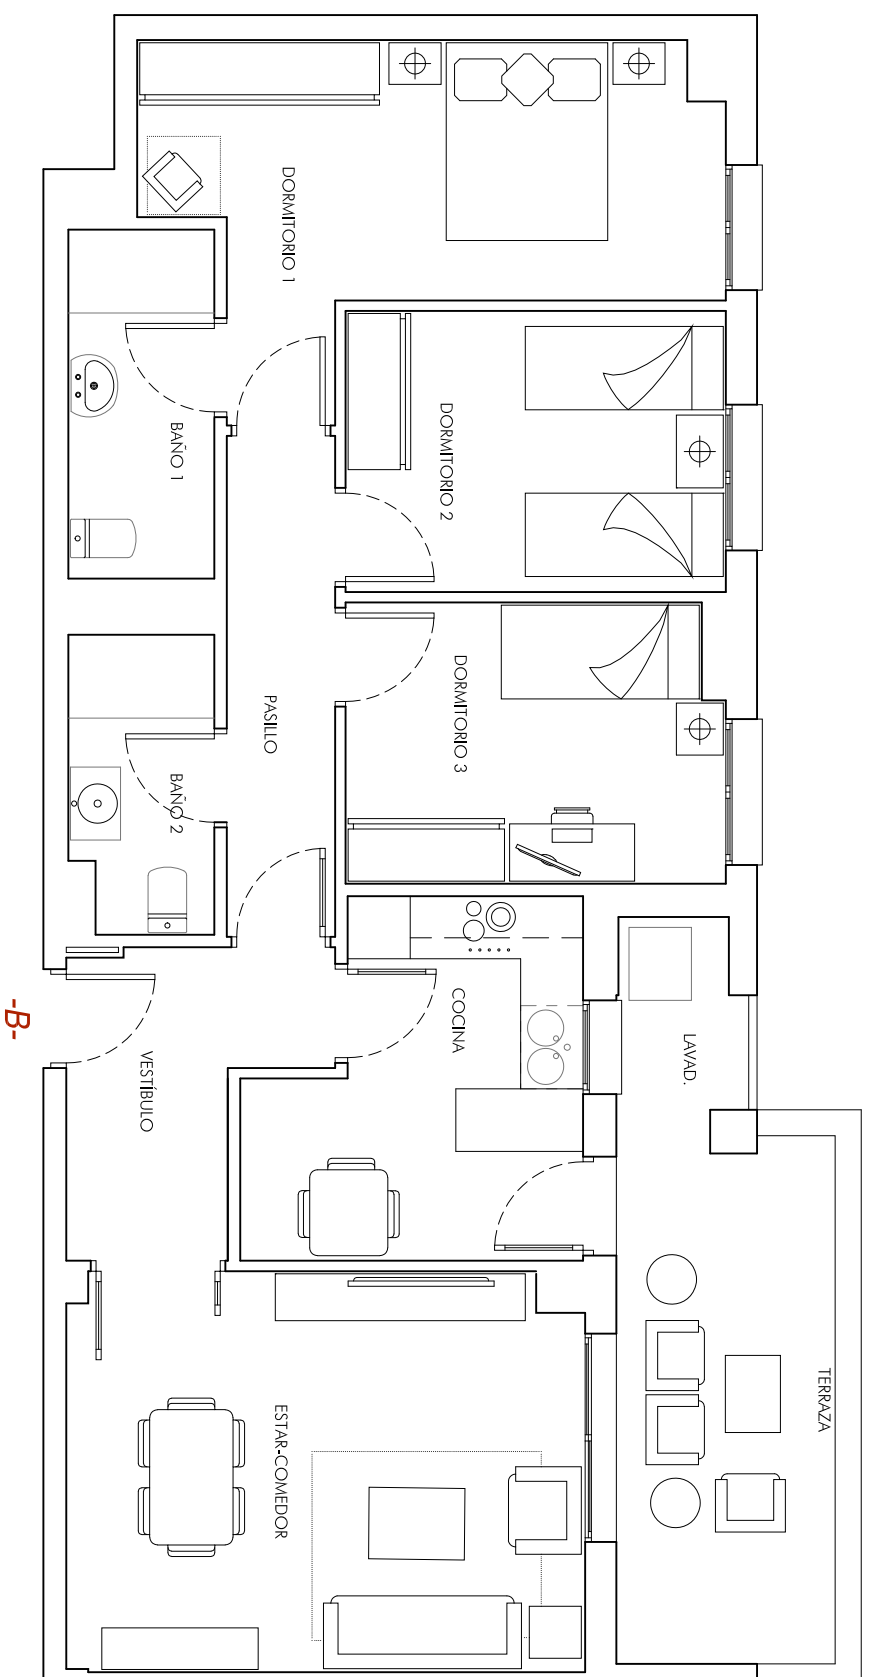 DORMITORIO 1
BAÑO 1
DORMITORIO 2
DORMITORIO 3
PASILLO
BAÑO 2
COCINA
LAVAD.
VESTÍBULO
-B-
TERRAZA
ESTAR-COMEDOR